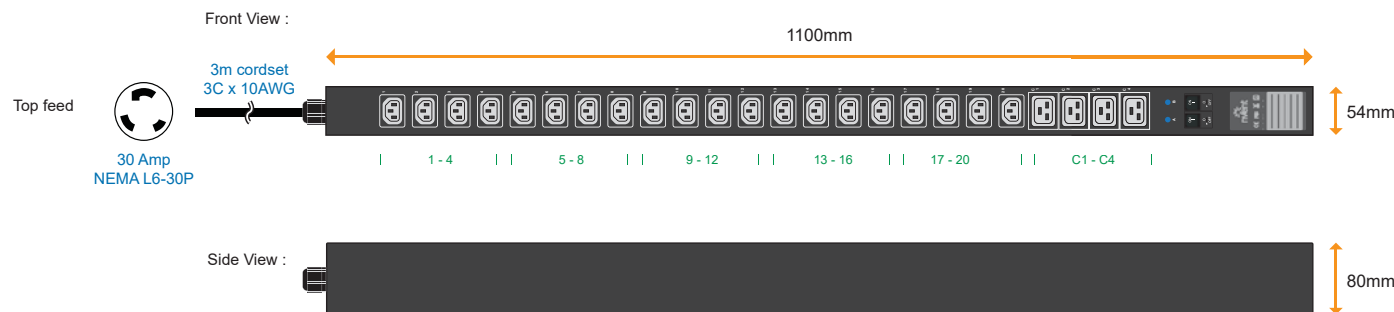 Front View :
1100mm
3m cordset
3C x 10AWG
Top feed
54mm
30 Amp
NEMA L6-30P
1 - 4
5 - 8
9 - 12
13 - 16
17 - 20
C1 - C4
Side View :
80mm